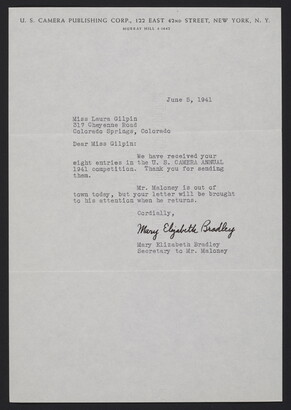 U. S. CAMERA PUBLISHING CORP., 122 EAST 42ND STREET, NEW YORK, N. Y.
MURRAY HILL
June 5, 1941
Miss Laura Gilpin
317 Cheyenne Road
Colorado Springs, Colorado
Dear Miss Gilpin:
We have received your
eight entries in the U. S. CAMERA ANNUAL
1941 competition. Thank you for sending
them.
Mr. Maloney is out of
town today, but your letter will be brought
to his attention when he returns.
Cordially,
Mary Elizabeth Bradley
Mary Elizabeth Bradley
Secretary to Mr. Maloney